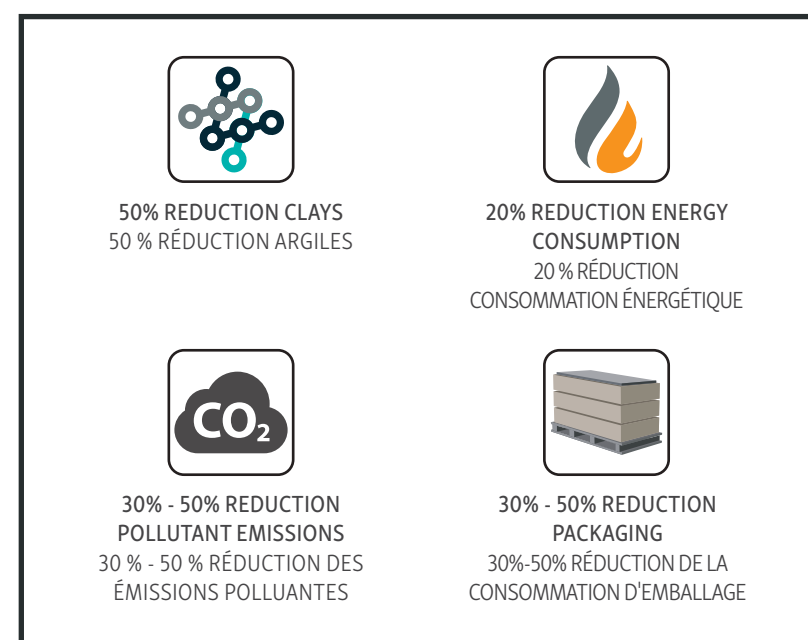 50% REDUCTION CLAYS
50 % RÉDUCTION ARGILES
20% REDUCTION ENERGY
CONSUMPTION
20 % RÉDUCTION
CONSOMMATION ÉNERGÉTIQUE
CO2
30% - 50% REDUCTION
POLLUTANT EMISSIONS
30 % - 50 % RÉDUCTION DES
ÉMISSIONS POLLUANTES
30% - 50% REDUCTION
PACKAGING
30%-50% RÉDUCTION DE LA
CONSOMMATION D'EMBALLAGE